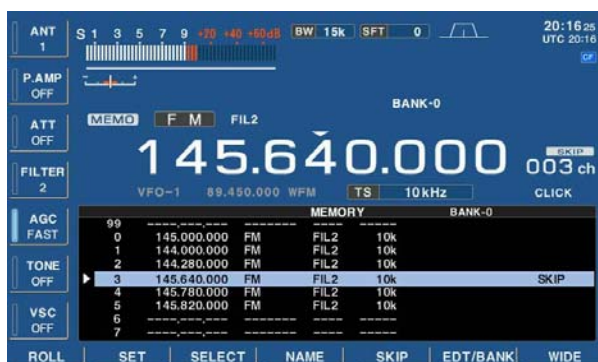 ANT
1
S 1 3 5 7 9 +20 +40 +60dB BW 15k SFT 0
20:16 25
UTC 20:16
CF
P.AMP
OFF
BANK-0
ATT
OFF
MEMO FM FIL2
145.640.000
SKIP
003 ch
FILTER
2
VFO-1 89.450.000 WFM TS 10kHz
CLICK
AGC
FAST
MEMORY BANK-0
99 ----.---.--- ------- ---- -----
0 145.000.000 FM FIL2 10k
1 144.000.000 FM FIL2 10k
2 144.280.000 FM FIL2 10k
3 145.640.000 FM FIL2 10k SKIP
4 145.780.000 FM FIL2 10k
5 145.820.000 FM FIL2 10k
6 ----.---.--- ------- ---- -----
7 ----.---.--- ------- ---- -----
TONE
OFF
VSC
OFF
ROLL SET SELECT NAME SKIP EDT/BANK WIDE